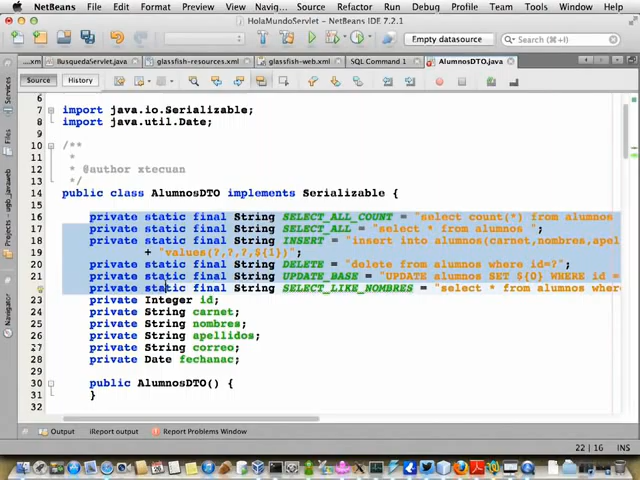 NetBeans File Edit View Navigate Source Refactor Run Debug Profile Team Tools Window Help
HolaMundoServlet - NetBeans IDE 7.2.1
Empty datasource Search (⌘+I)
...xm BusquedaServlet.java glassfish-resources.xml glassfish-web.xml SQL Command 1 AlumnosDTO.java
Source History
Services
Files
ugb_javaweb
Projects
Navigator
6
7 import java.io.Serializable;
8 import java.util.Date;
9
10 /**
11 *
12 * @author xtecuan
13 */
14 public class AlumnosDTO implements Serializable {
15
16 private static final String SELECT_ALL_COUNT = "select count(*) from alumnos
17 private static final String SELECT_ALL = "select * from alumnos ";
18 private static final String INSERT = "insert into alumnos(carnet,nombres,apel
19 + "values(?,?,?,${1})";
20 private static final String DELETE = "delete from alumnos where id=?";
21 private static final String UPDATE_BASE = "UPDATE alumnos SET ${0} WHERE id =
private static final String SELECT_LIKE_NOMBRES = "select * from alumnos wher
23 private Integer id;
24 private String carnet;
25 private String nombres;
26 private String apellidos;
27 private String correo;
28 private Date fechanac;
29
30 public AlumnosDTO() {
31 }
32
Output iReport output Report Problems Window
22 | 16 INS